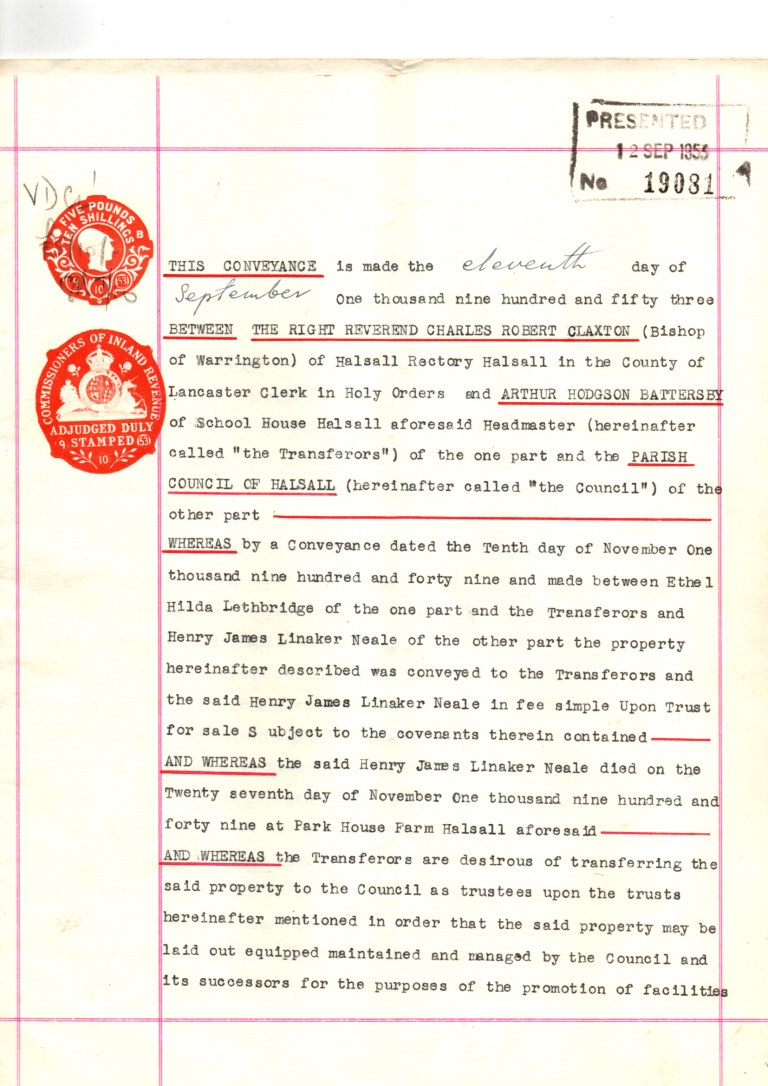 PRESENTED
12 SEP 1953
No 19081
FIVE POUNDS
TEN SHILLINGS
COMMISSIONERS OF INLAND REVENUE
ADJUDGED DULY
9 STAMPED 53
10
THIS CONVEYANCE is made the eleventh day of
September One thousand nine hundred and fifty three
BETWEEN THE RIGHT REVEREND CHARLES ROBERT CLAXTON (Bishop
of Warrington) of Halsall Rectory Halsall in the County of
Lancaster Clerk in Holy Orders and ARTHUR HODGSON BATTERSBY
of School House Halsall aforesaid Headmaster (hereinafter
called "the Transferors") of the one part and the PARISH
COUNCIL OF HALSALL (hereinafter called "the Council") of the
other part
WHEREAS by a Conveyance dated the Tenth day of November One
thousand nine hundred and forty nine and made between Ethel
Hilda Lethbridge of the one part and the Transferors and
Henry James Linaker Neale of the other part the property
hereinafter described was conveyed to the Transferors and
the said Henry James Linaker Neale in fee simple Upon Trust
for sale S ubject to the covenants therein contained
AND WHEREAS the said Henry James Linaker Neale died on the
Twenty seventh day of November One thousand nine hundred and
forty nine at Park House Farm Halsall aforesaid
AND WHEREAS the Transferors are desirous of transferring the
said property to the Council as trustees upon the trusts
hereinafter mentioned in order that the said property may be
laid out equipped maintained and managed by the Council and
its successors for the purposes of the promotion of facilities